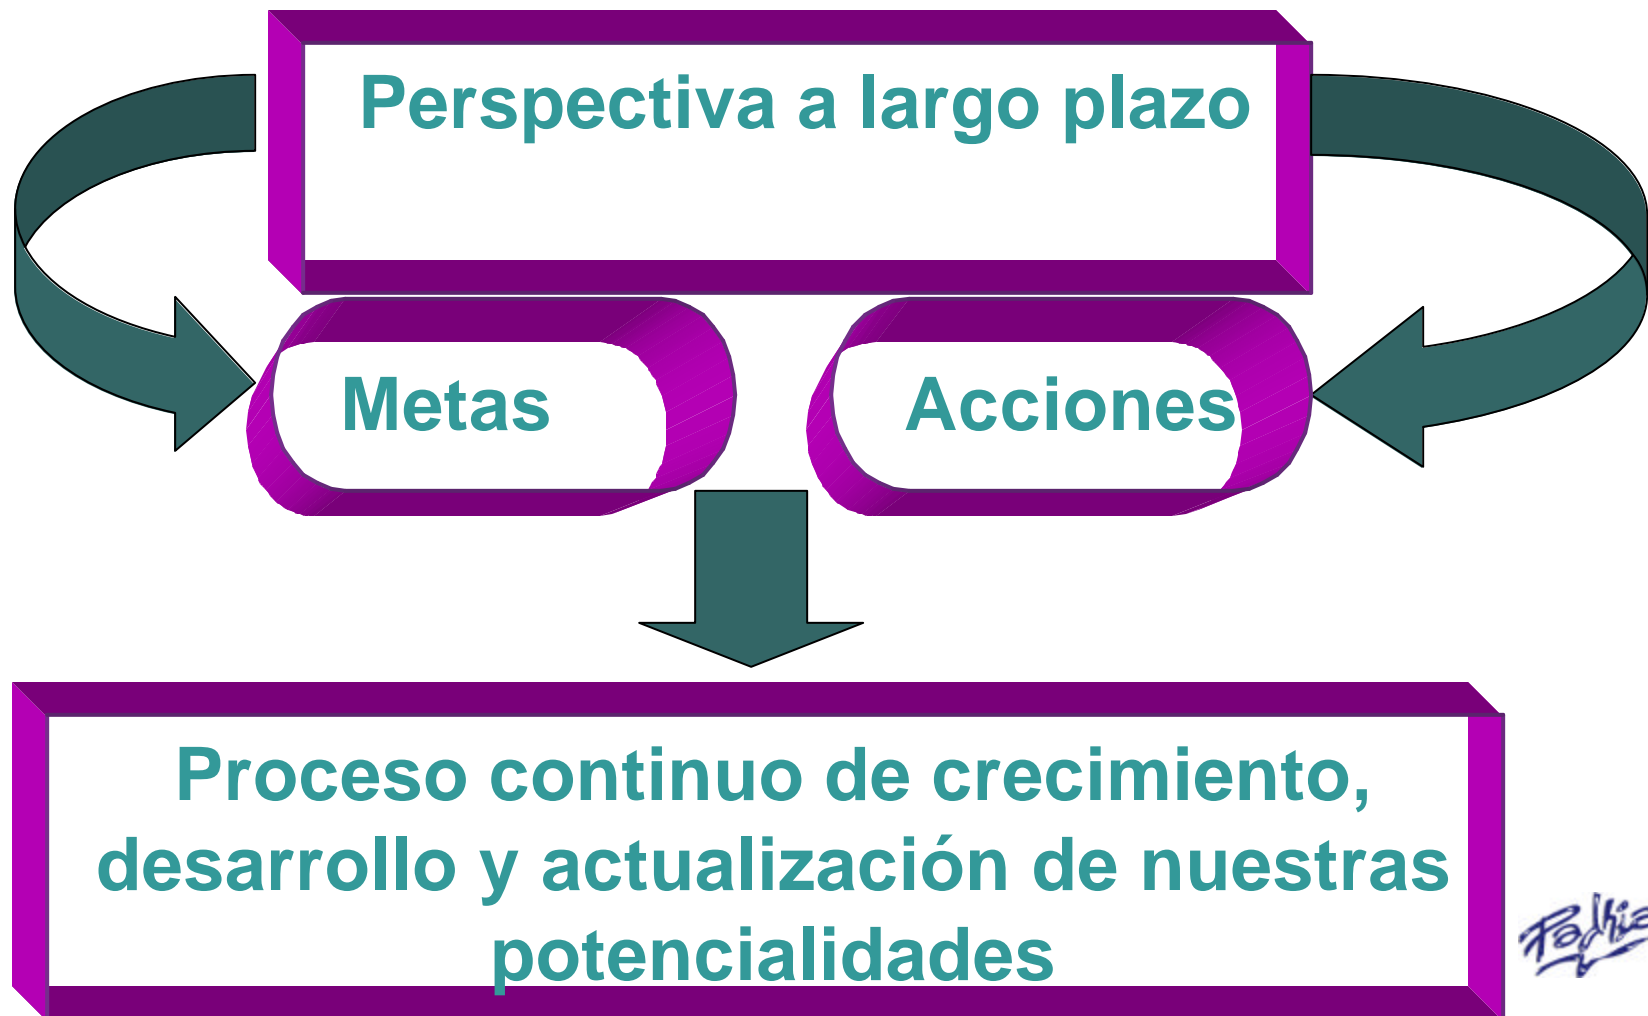 Perspectiva a largo plazo
Metas
Acciones
Proceso continuo de crecimiento,
desarrollo y actualización de nuestras
potencialidades